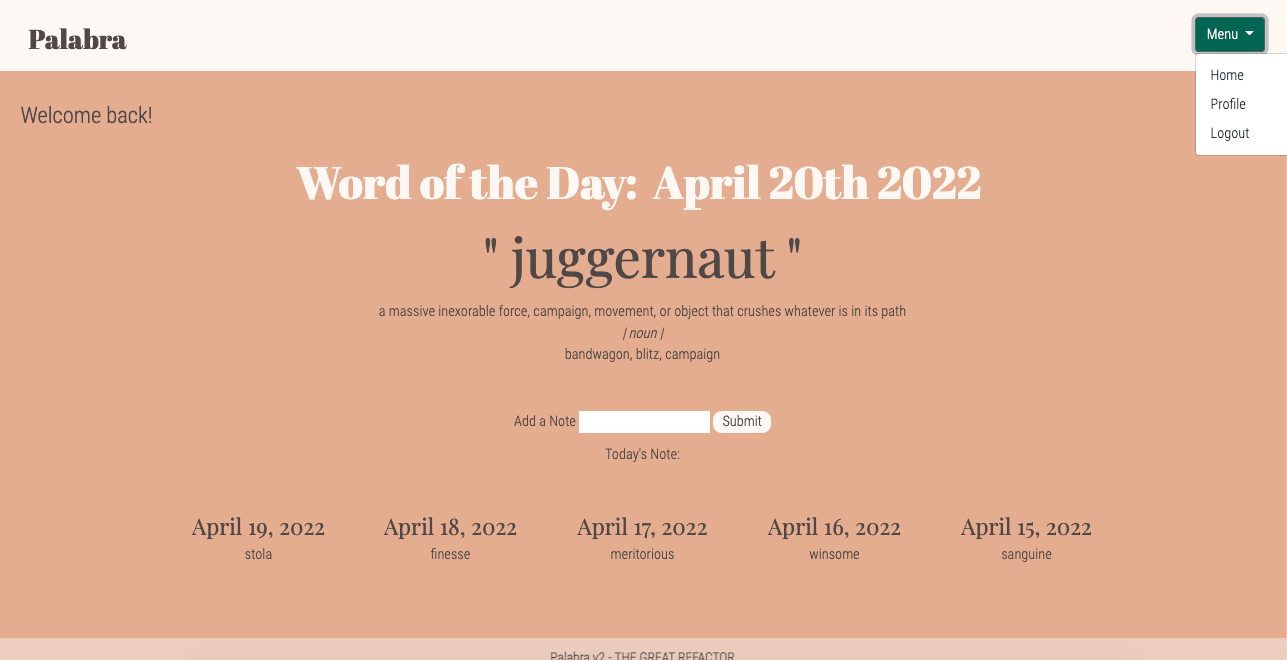 Palabra
Menu
Home
Profile
Logout
Welcome back!
Word of the Day: April 20th 2022
" juggernaut "
a massive inexorable force, campaign, movement, or object that crushes whatever is in its path
| noun |
bandwagon, blitz, campaign
Add a Note Submit
Today's Note:
April 19, 2022 April 18, 2022 April 17, 2022 April 16, 2022 April 15, 2022
stola finesse meritorious winsome sanguine
Palabra v2 - THE GREAT REFACTOR